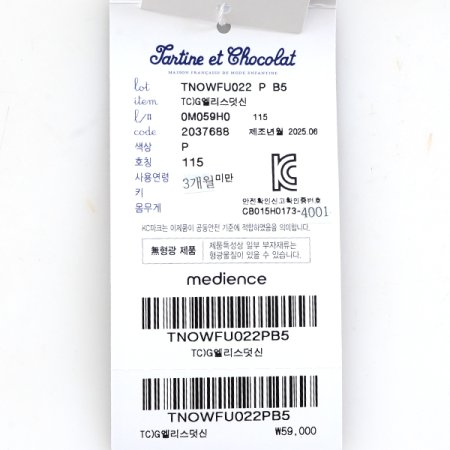 Tartine et Chocolat
MAISON FRANÇAISE DE MODE ENFANTINE
lot TNOWFU022 P B5
item TC)G엘리스덧신
l/# 0M059H0 115
code 2037688 제조년월 2025.06
색상 P
호칭 115
사용연령 3개월미만
키
몸무게
안전확인신고확인증번호
CB015H0173-4001
KC마크는 이제품이 공동안전 기준에 적합하였음을 의미합니다.
無형광 제품 제품특성상 일부 부자재류는
형광물질이 있을 수 있습니다.
medience
TNOWFU022PB5
TC)G엘리스덧신
TNOWFU022PB5
TC)G엘리스덧신 ₩59,000